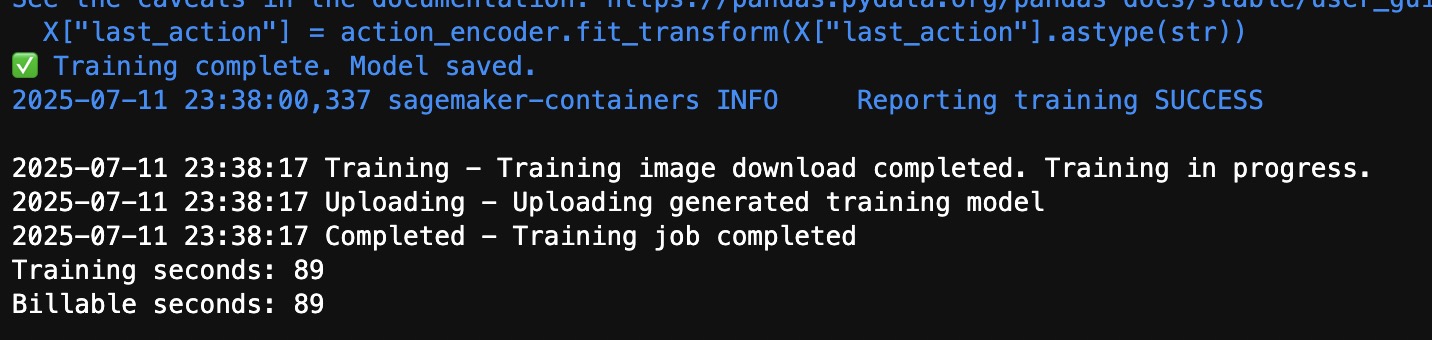 See the caveats in the documentation: https://pandas.pydata.org/pandas-docs/stable/user_gui
X["last_action"] = action_encoder.fit_transform(X["last_action"].astype(str))
✅ Training complete. Model saved.
2025-07-11 23:38:00,337 sagemaker-containers INFO     Reporting training SUCCESS
2025-07-11 23:38:17 Training - Training image download completed. Training in progress.
2025-07-11 23:38:17 Uploading - Uploading generated training model
2025-07-11 23:38:17 Completed - Training job completed
Training seconds: 89
Billable seconds: 89